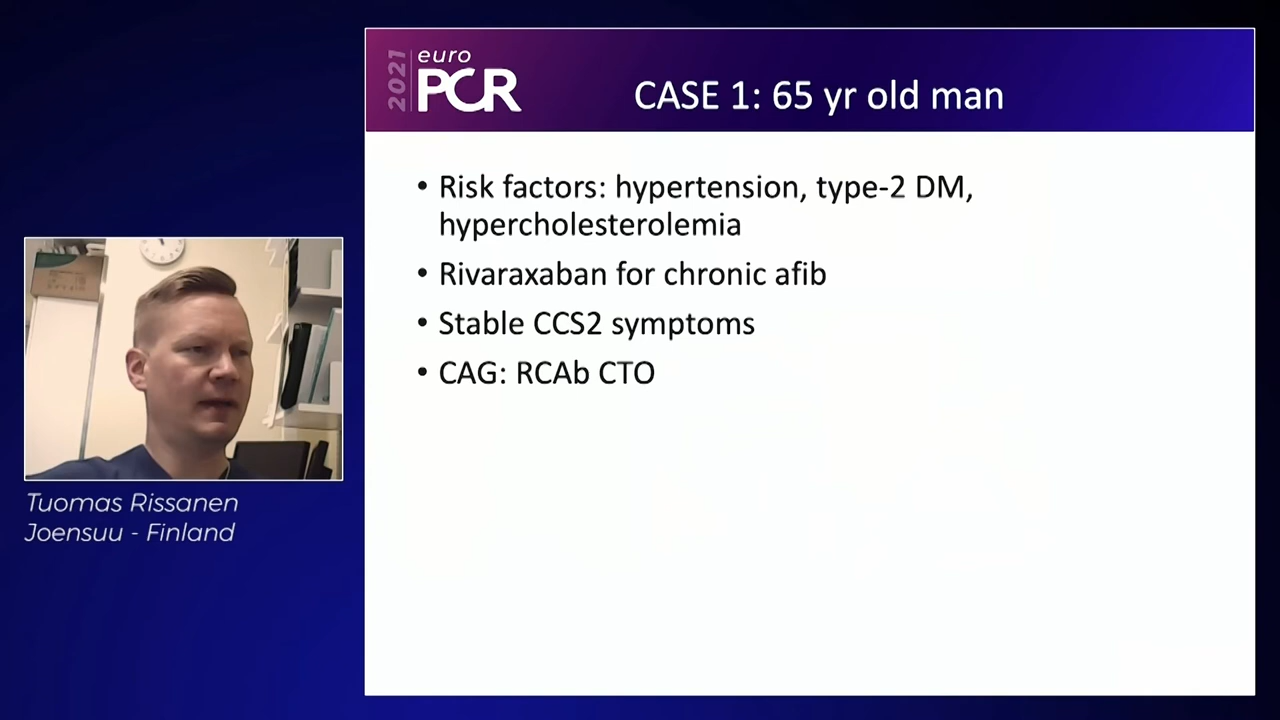 2021
euro
PCR
CASE 1: 65 yr old man
• Risk factors: hypertension, type-2 DM,
hypercholesterolemia
• Rivaraxaban for chronic afib
• Stable CCS2 symptoms
• CAG: RCAb CTO
Tuomas Rissanen
Joensuu - Finland